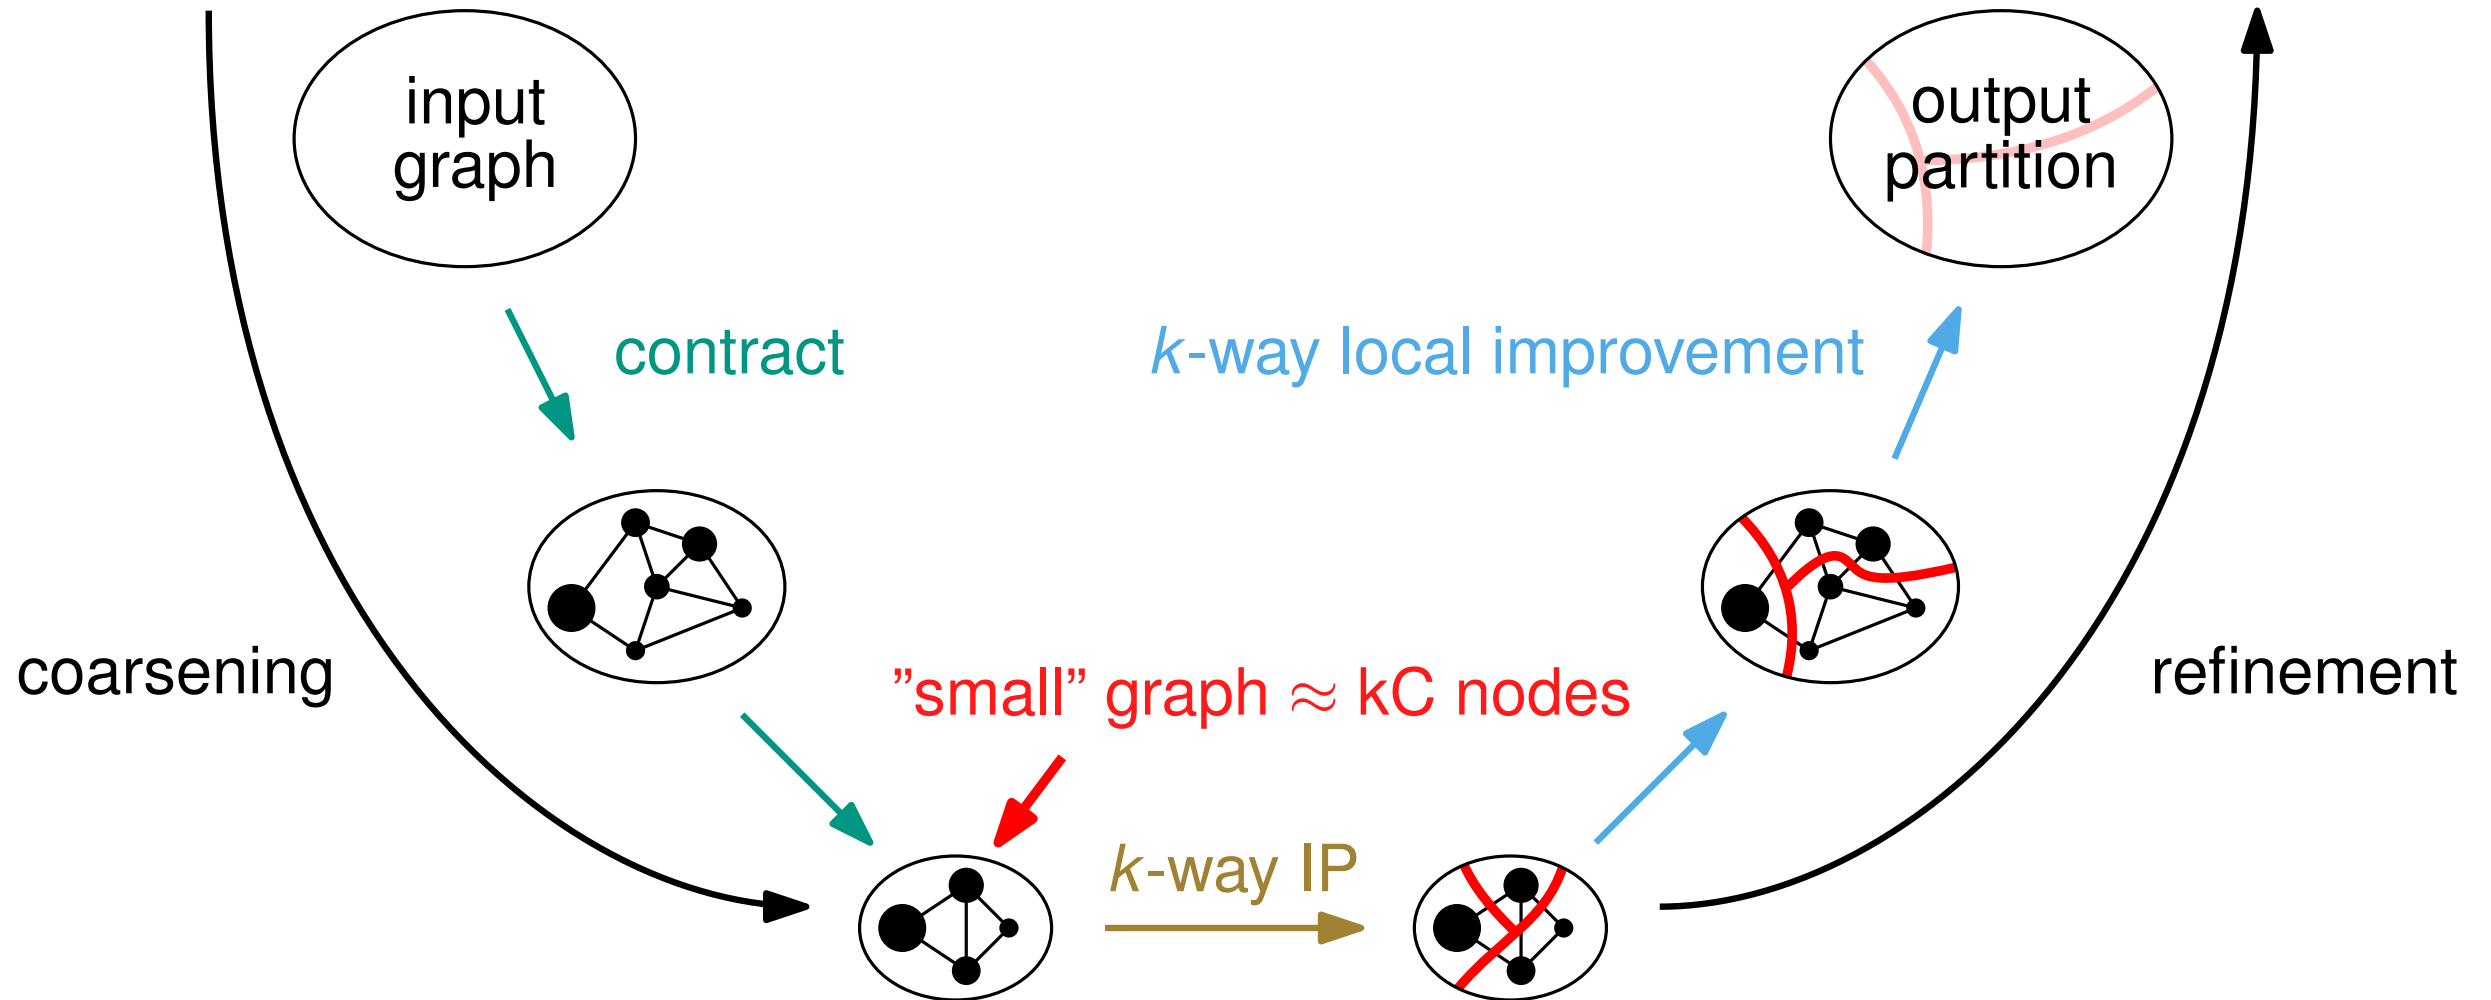 input
graph
output
partition
contract
k-way local improvement
coarsening
”small” graph ≈ kC nodes
refinement
k-way IP